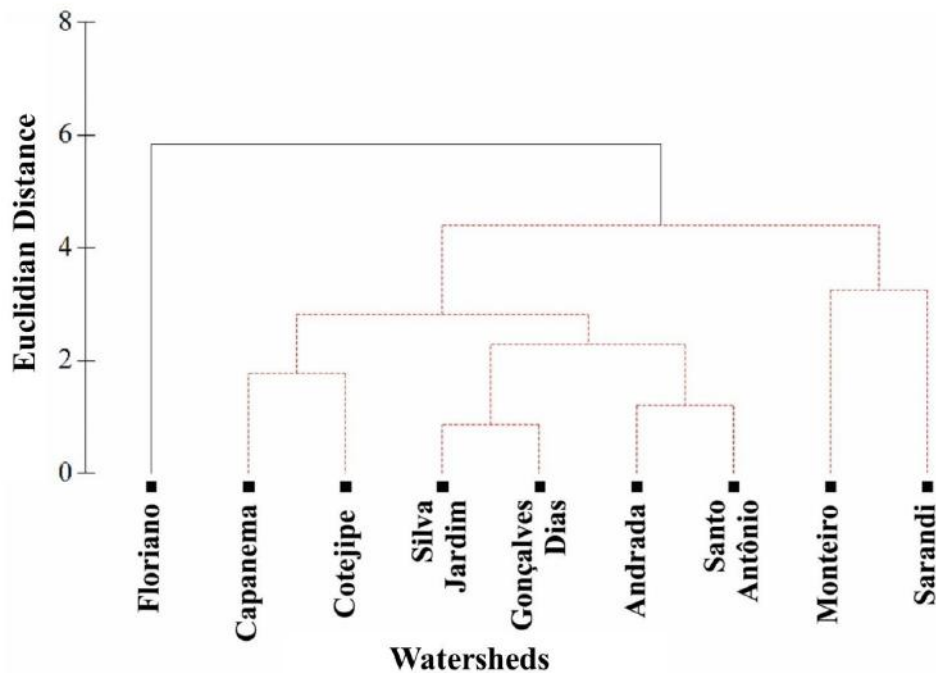 Euclidian Distance
8
6
4
2
0
Floriano
Capanema
Cotejipe
Silva
Jardim
Gonçalves
Dias
Andrada
Santo
Antônio
Monteiro
Sarandi
Watersheds